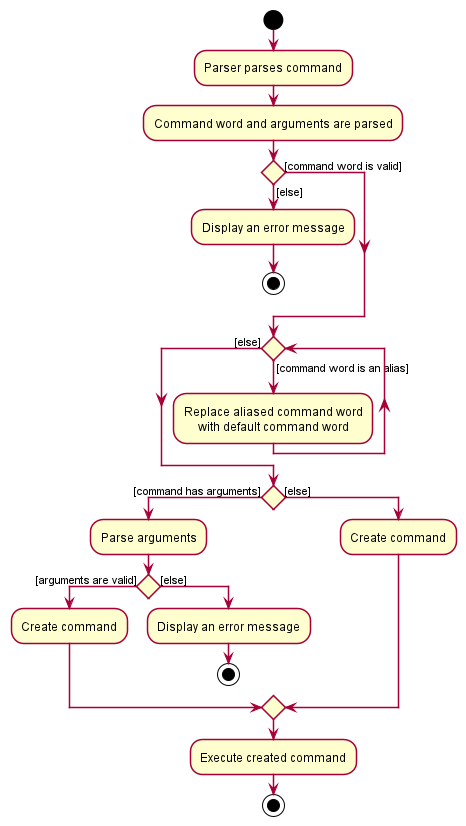 Parser parses command
Command word and arguments are parsed
[command word is valid]
[else]
Display an error message
[else]
[command word is an alias]
Replace aliased command word
with default command word
[command has arguments]
[else]
Parse arguments
Create command
[arguments are valid]
[else]
Create command
Display an error message
Execute created command